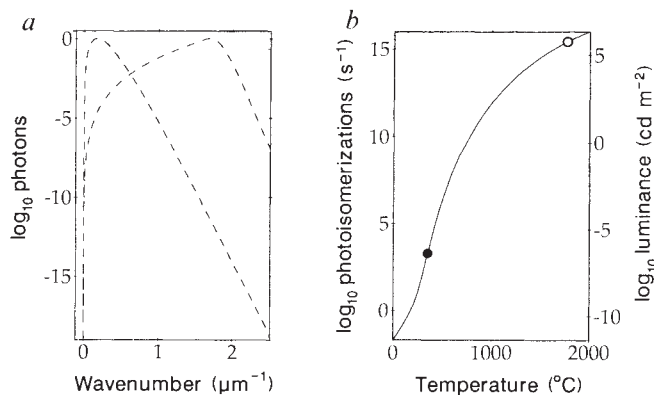 a
b
0
-5
-10
-15
log₁₀ photons
0 1 2
Wavenumber (μm⁻¹)
15
10
5
0
log₁₀ photoisomerizations (s⁻¹)
5
0
-5
-10
log₁₀ luminance (cd m⁻²)
0 1000 2000
Temperature (°C)